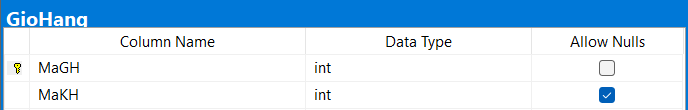 GioHang
Column Name Data Type Allow Nulls
MaGH int
MaKH int